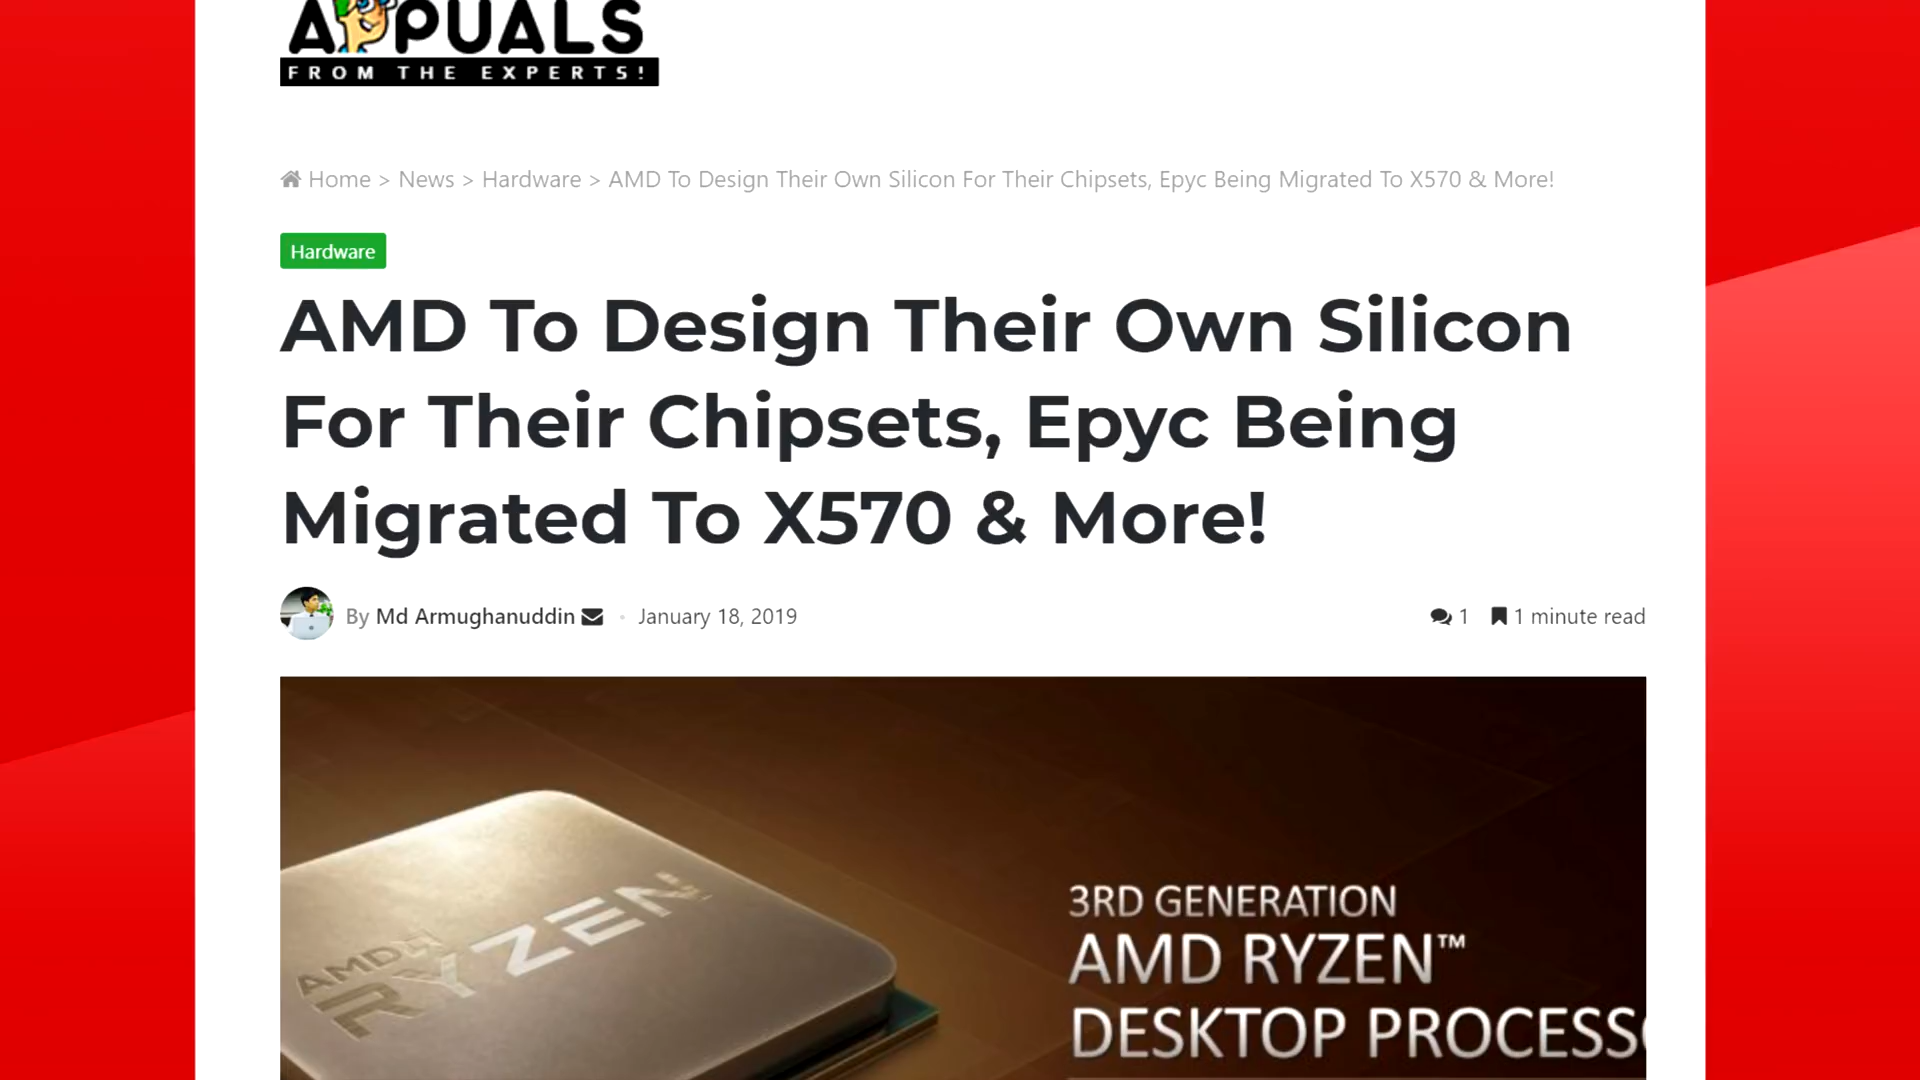 APPUALS
FROM THE EXPERTS!
Home > News > Hardware > AMD To Design Their Own Silicon For Their Chipsets, Epyc Being Migrated To X570 & More!
Hardware
AMD To Design Their Own Silicon
For Their Chipsets, Epyc Being
Migrated To X570 & More!
By Md Armughanuddin · January 18, 2019 1 1 minute read
AMD
RYZEN
3RD GENERATION
AMD RYZEN™
DESKTOP PROCESSO